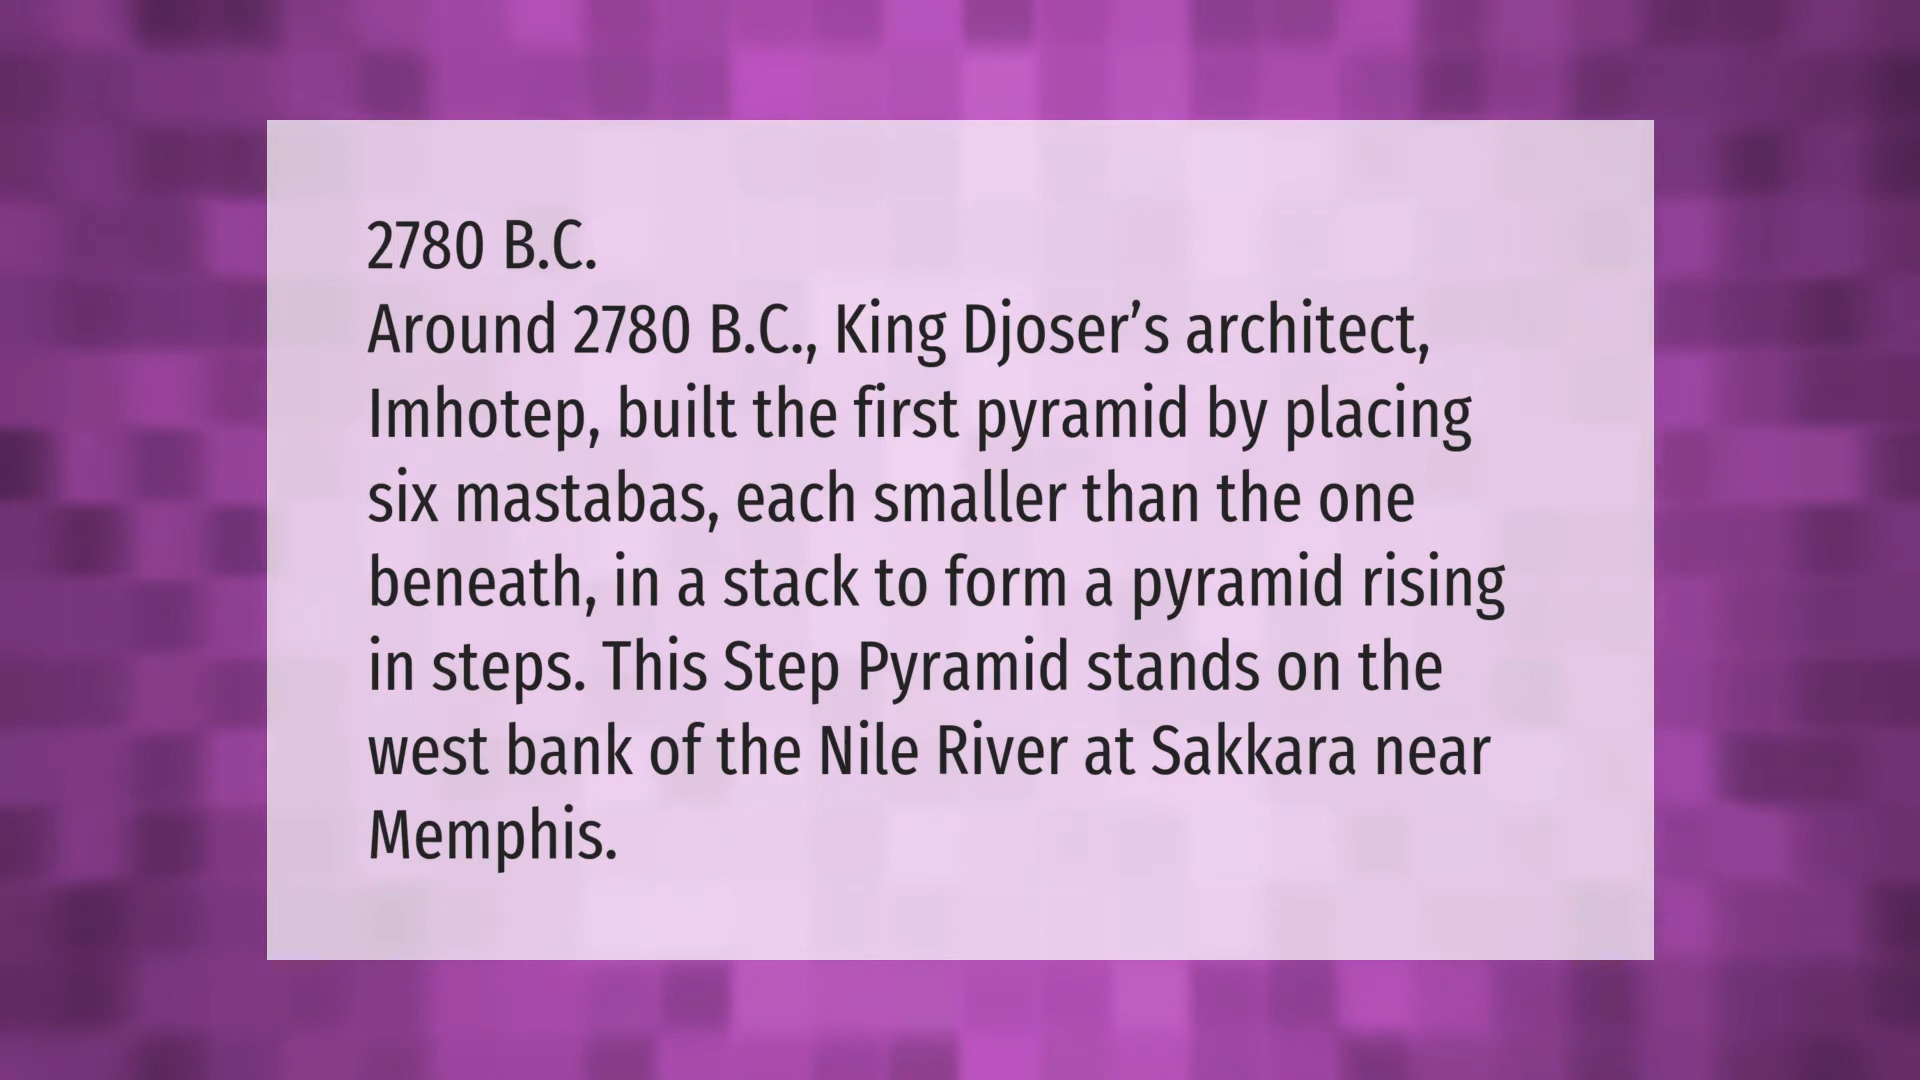 2780 B.C.
Around 2780 B.C., King Djoser’s architect,
Imhotep, built the first pyramid by placing
six mastabas, each smaller than the one
beneath, in a stack to form a pyramid rising
in steps. This Step Pyramid stands on the
west bank of the Nile River at Sakkara near
Memphis.